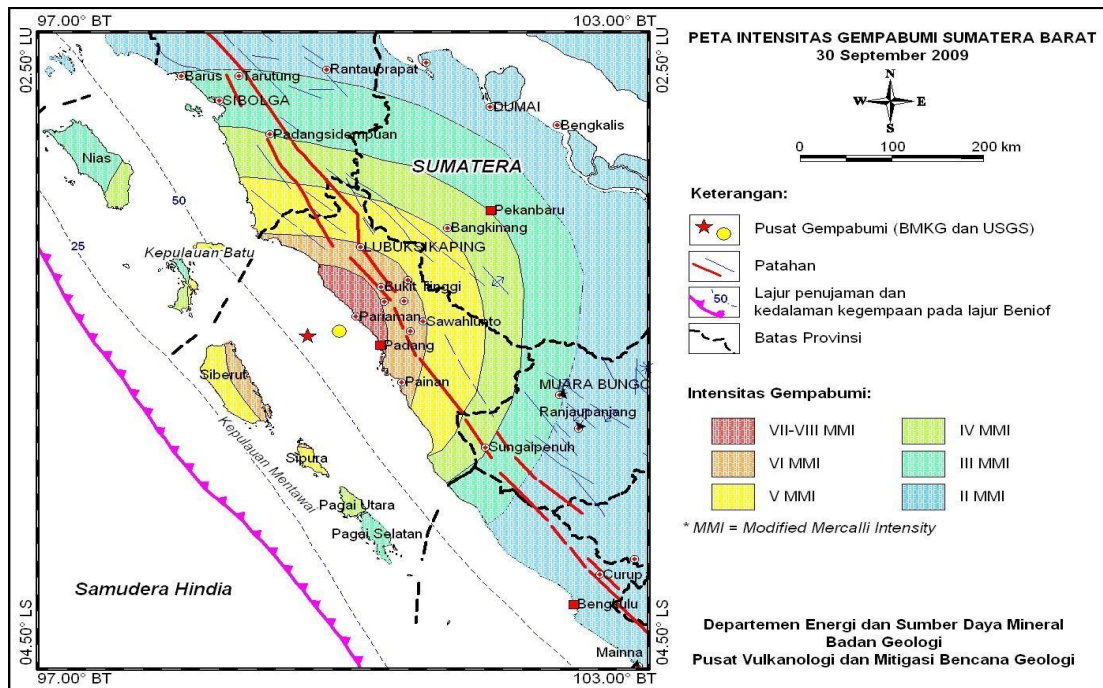 97.00° BT
103.00° BT
02.50° LU
02.50° LU
Barus
Tarutung
Rantauprapat
SIBOLGA
DUMAI
Bengkalis
Padangsidempuan
SUMATERA
Nias
50
Pekanbaru
Bangkinang
25
Kepulauan Batu
LUBUKSIKAPING
Bukit Tinggi
Pariaman
Sawahlunto
Padang
Siberut
Painan
MUARA BUNGO
Ranjaupanjang
Kepulauan Mentawai
Sungaipenuh
Sipura
Pagai Utara
Pagai Selatan
Samudera Hindia
Curup
Bengkulu
Mainna
04.50° LS
04.50° LS
97.00° BT
103.00° BT
PETA INTENSITAS GEMPABUMI SUMATERA BARAT
30 September 2009
N
W E
S
0 100 200 km
Keterangan:
Pusat Gempabumi (BMKG dan USGS)
Patahan
50
Lajur penujaman dan
kedalaman kegempaan pada lajur Beniof
Batas Provinsi
Intensitas Gempabumi:
VII-VIII MMI
IV MMI
VI MMI
III MMI
V MMI
II MMI
* MMI = Modified Mercalli Intensity
Departemen Energi dan Sumber Daya Mineral
Badan Geologi
Pusat Vulkanologi dan Mitigasi Bencana Geologi